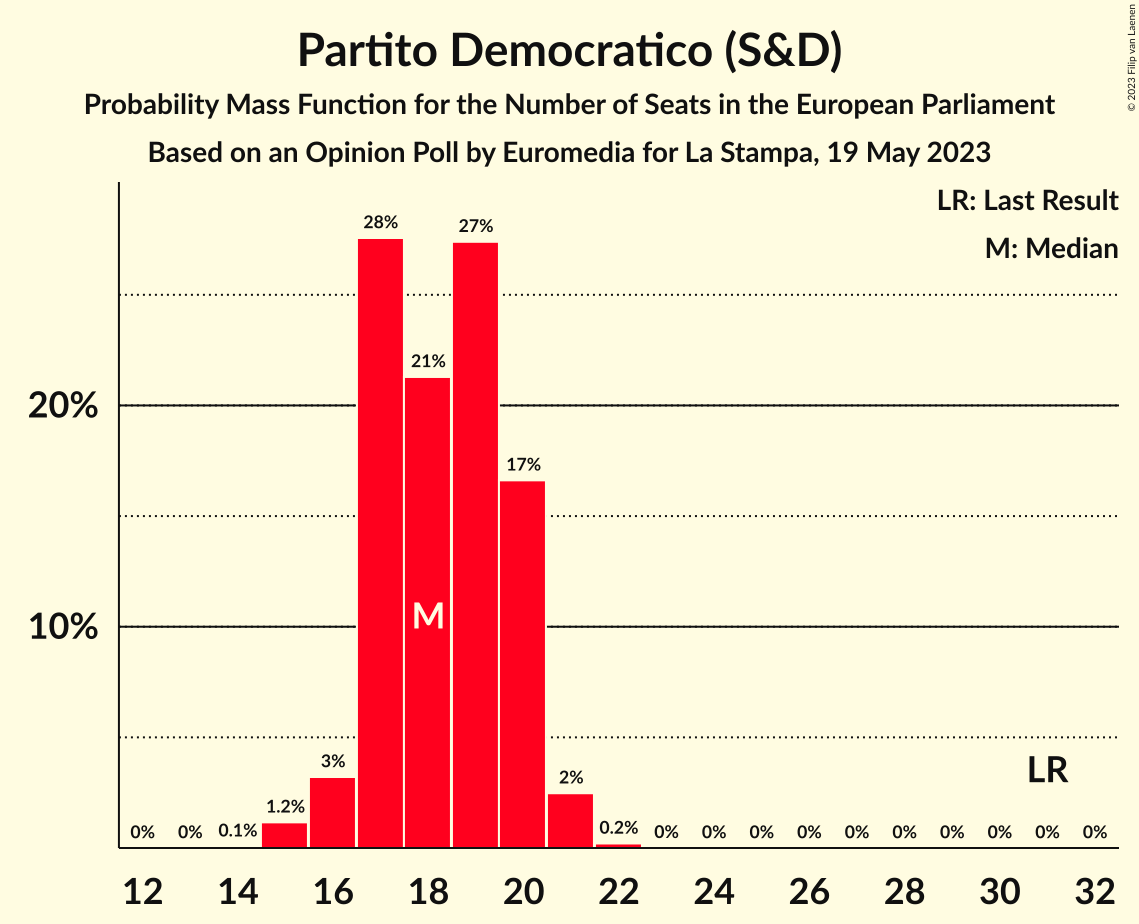 Partito Democratico (S&D)
Probability Mass Function for the Number of Seats in the European Parliament
Based on an Opinion Poll by Euromedia for La Stampa, 19 May 2023
© 2023 Filip van Laenen
LR: Last Result
M: Median
28%
27%
21%
20%
17%
10%
M
3%
2%
LR
1.2%
0% 0% 0.1% 0.2% 0% 0% 0% 0% 0% 0% 0% 0% 0% 0%
12 14 16 18 20 22 24 26 28 30 32